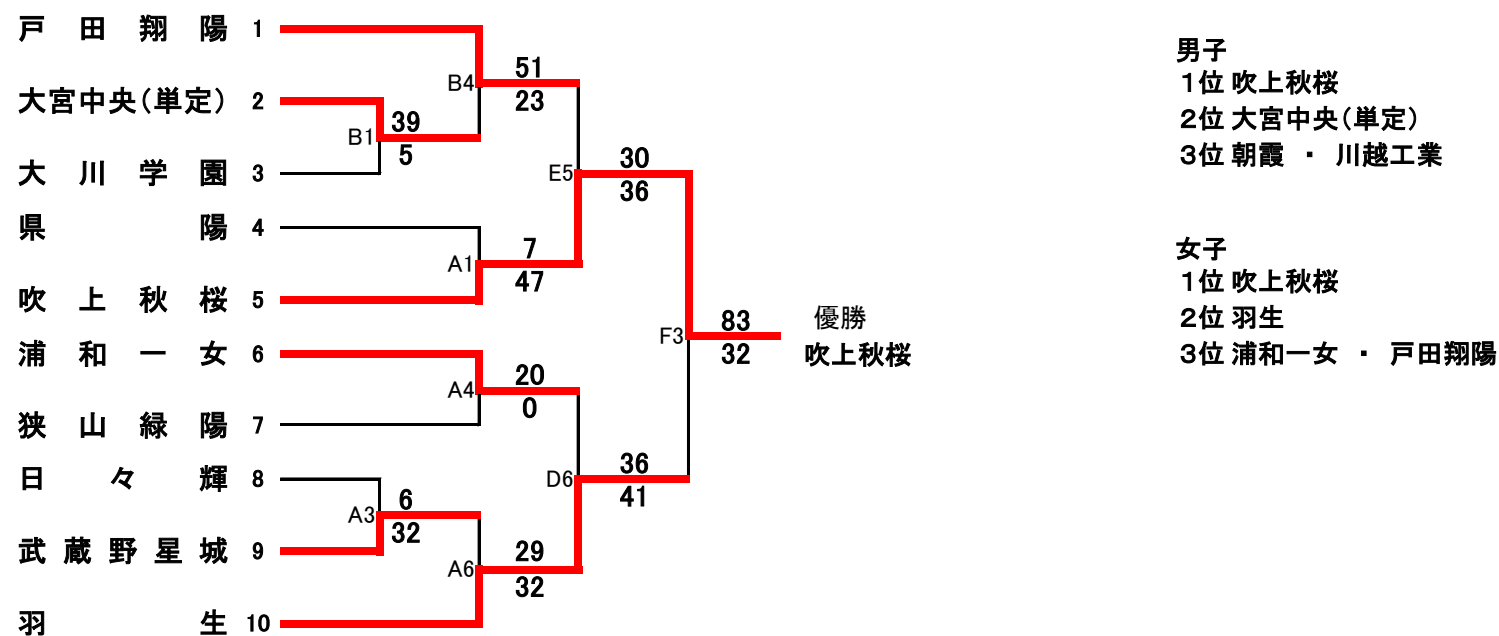 戸田翔陽 1
51
B4
23
大宮中央(単定) 2
39
B1
5
大川学園 3
30
E5
36
県陽 4
7
A1
47
吹上秋桜 5
83 優勝
F3
32 吹上秋桜
浦和一女 6
20
A4
0
狭山緑陽 7
36
D6
41
日々輝 8
6
A3
32
武蔵野星城 9
29
A6
32
羽生 10
男子
1位 吹上秋桜
2位 大宮中央(単定)
3位 朝霞 ・ 川越工業
女子
1位 吹上秋桜
2位 羽生
3位 浦和一女 ・ 戸田翔陽